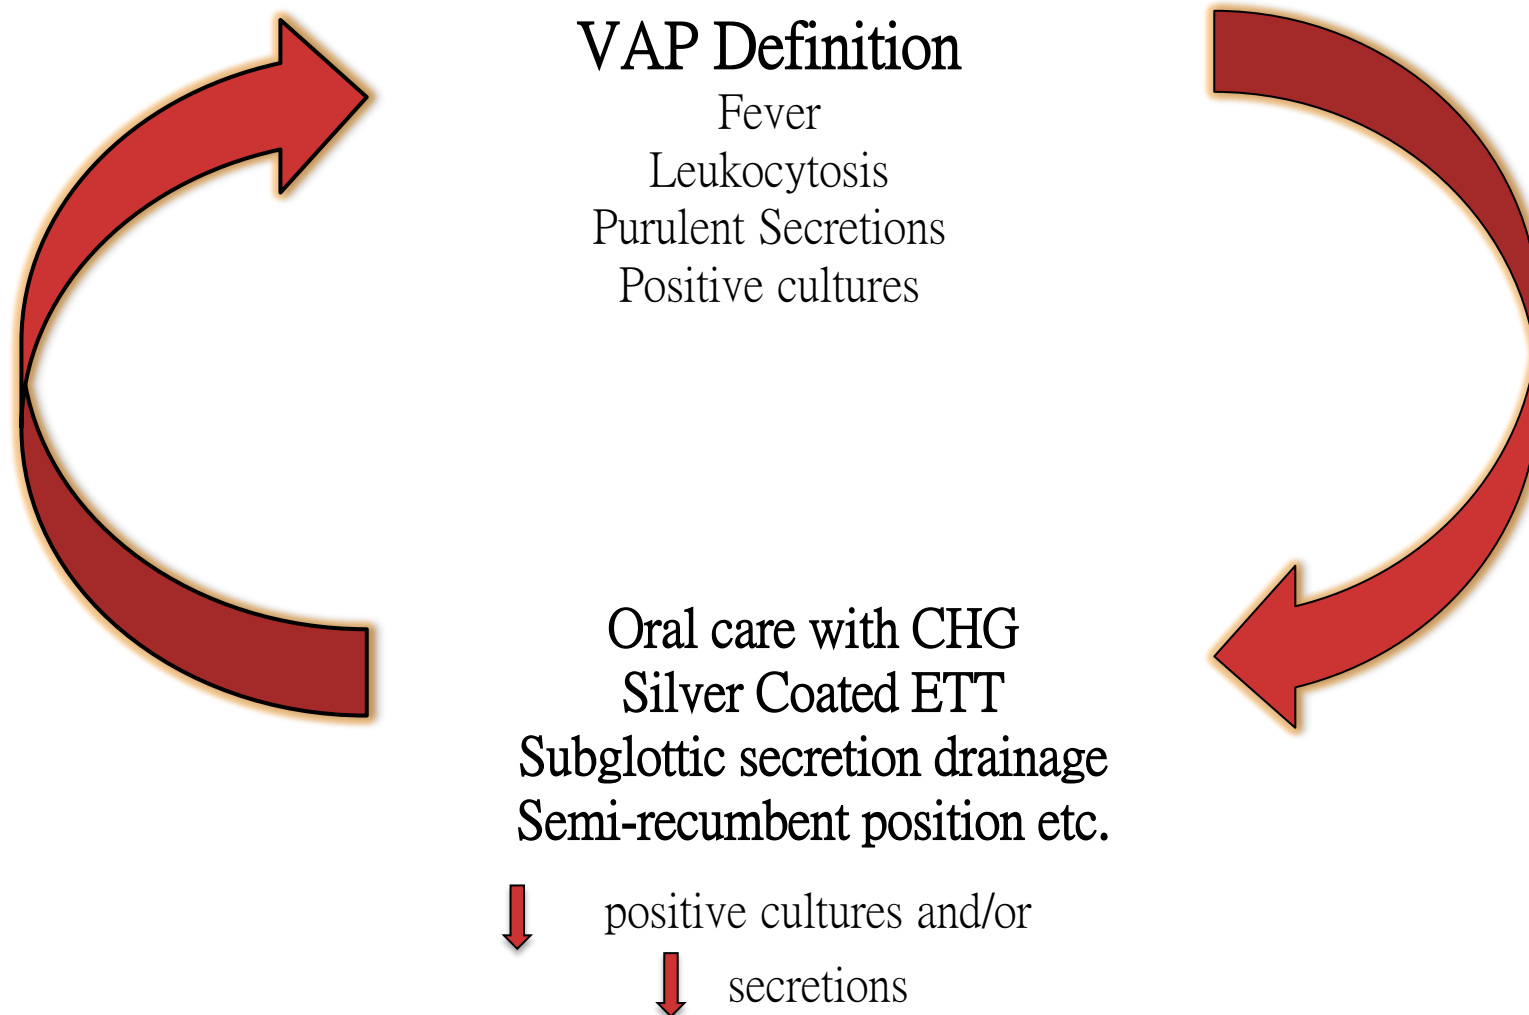 VAP Definition
Fever
Leukocytosis
Purulent Secretions
Positive cultures
Oral care with CHG
Silver Coated ETT
Subglottic secretion drainage
Semi-recumbent position etc.
positive cultures and/or
secretions